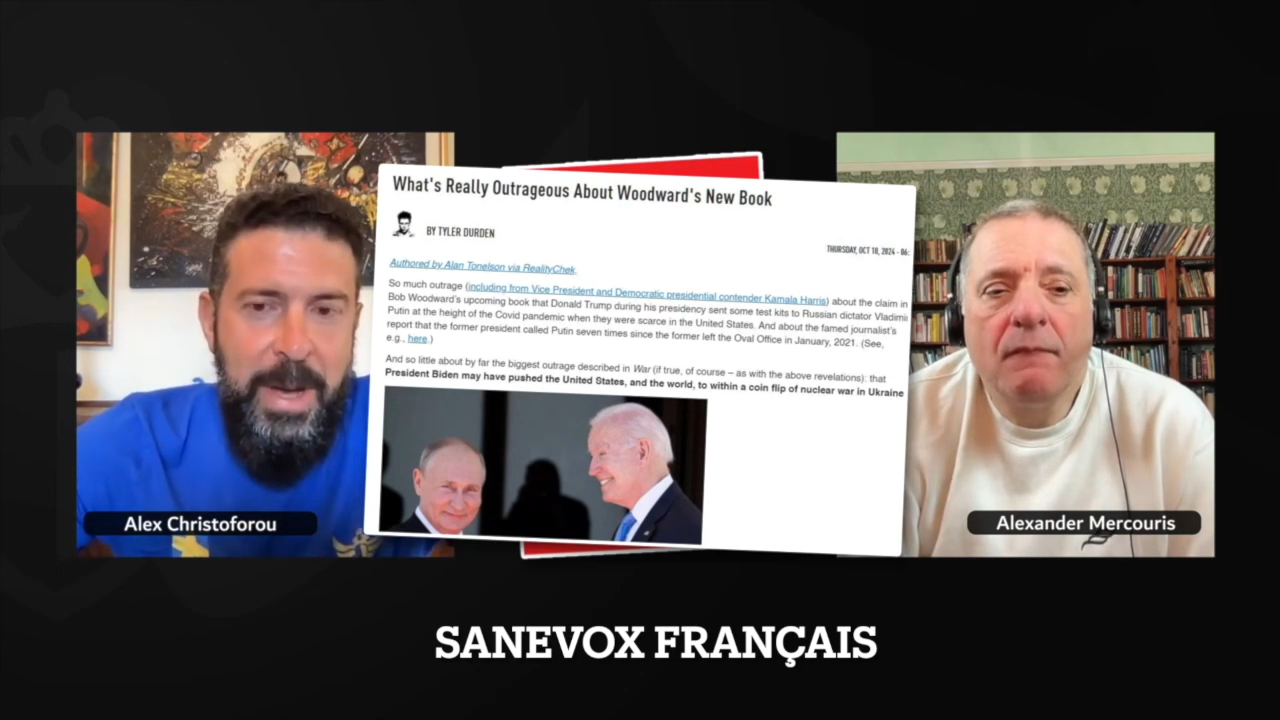 What's Really Outrageous About Woodward's New Book
BY TYLER DURDEN
THURSDAY, OCT 10, 2024 - 06:
Authored by Alan Tonelson via RealityChek,
So much outrage (including from Vice President and Democratic presidential contender Kamala Harris) about the claim in
Bob Woodward's upcoming book that Donald Trump during his presidency sent some test kits to Russian dictator Vladimir
Putin at the height of the Covid pandemic when they were scarce in the United States. And about the famed journalist's
report that the former president called Putin seven times since the former left the Oval Office in January, 2021. (See,
e.g., here.)
And so little about by far the biggest outrage described in War (if true, of course – as with the above revelations): that
President Biden may have pushed the United States, and the world, to within a coin flip of nuclear war in Ukraine
Alex Christoforou
Alexander Mercouris
SANEVOX FRANÇAIS